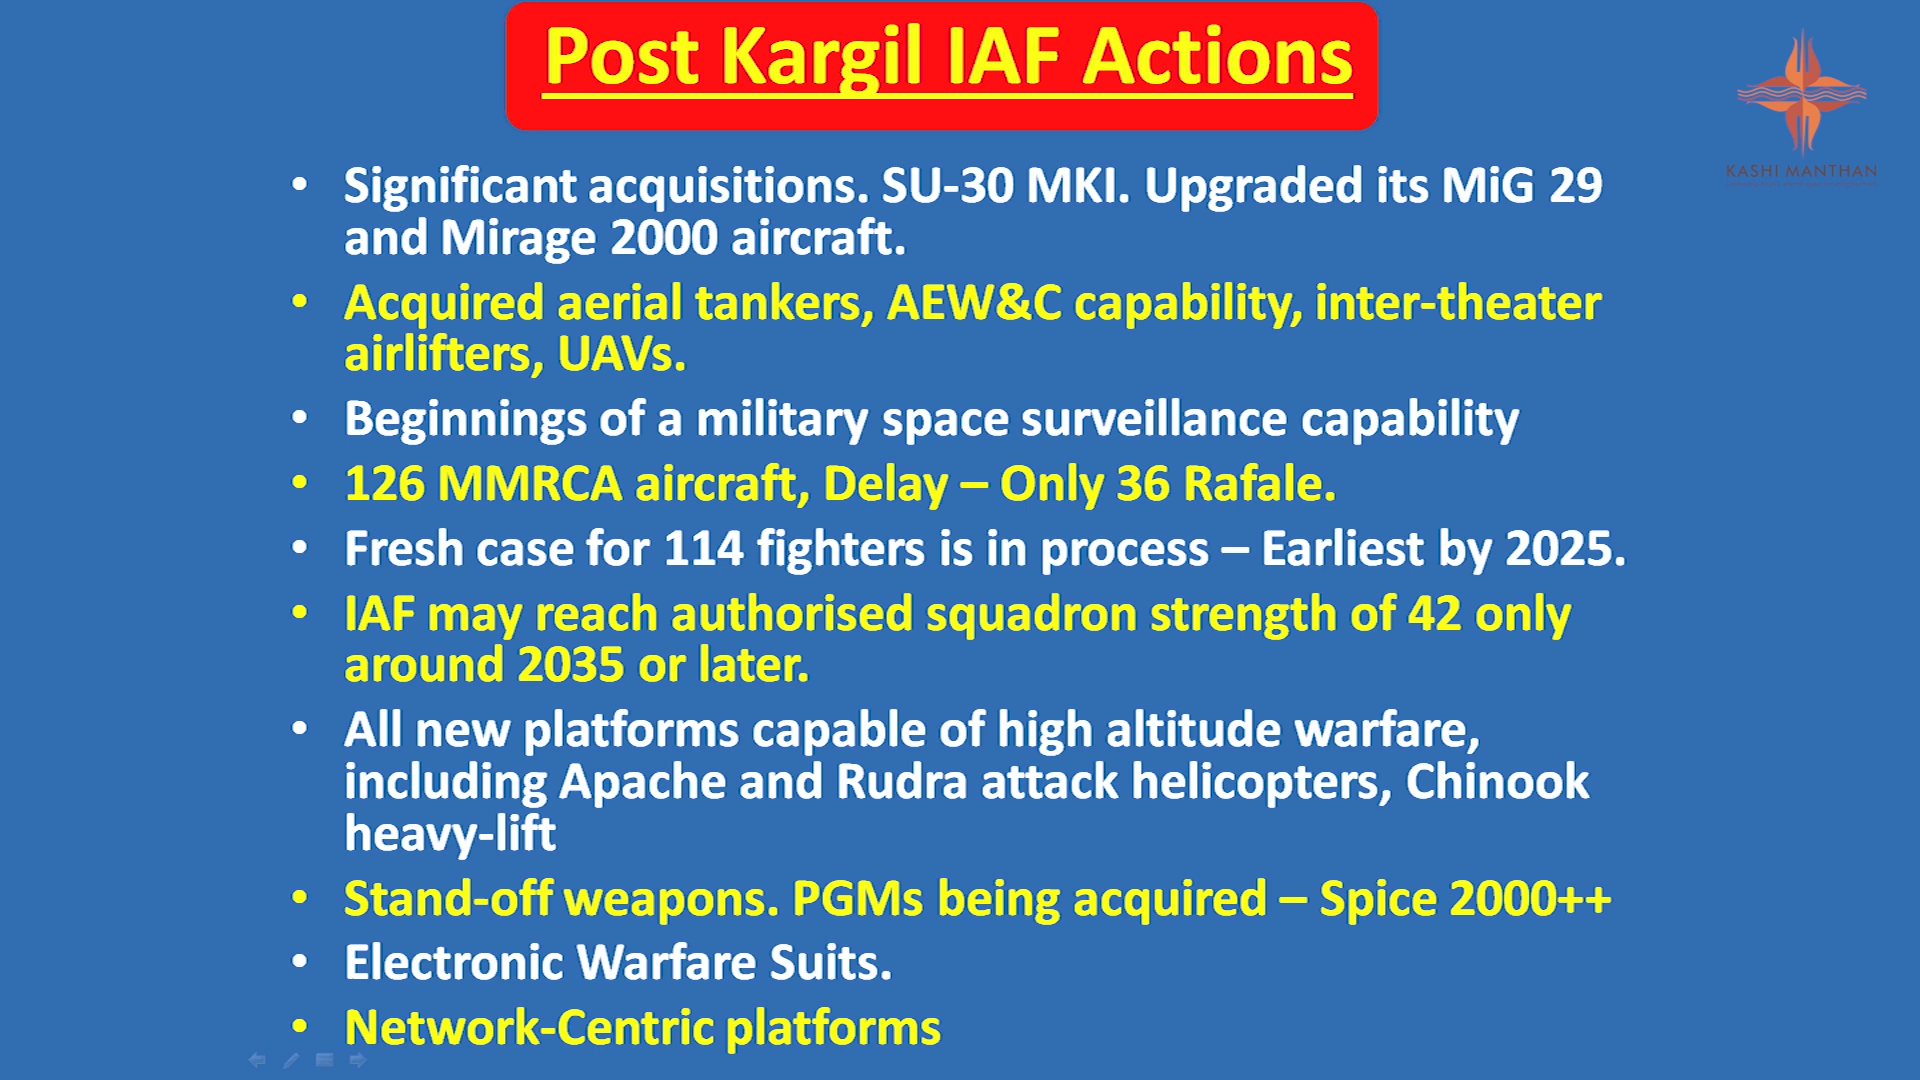 Post Kargil IAF Actions
KASHI MANTHAN
• Significant acquisitions. SU-30 MKI. Upgraded its MiG 29
and Mirage 2000 aircraft.
• Acquired aerial tankers, AEW&C capability, inter-theater
airlifters, UAVs.
• Beginnings of a military space surveillance capability
• 126 MMRCA aircraft, Delay – Only 36 Rafale.
• Fresh case for 114 fighters is in process – Earliest by 2025.
• IAF may reach authorised squadron strength of 42 only
around 2035 or later.
• All new platforms capable of high altitude warfare,
including Apache and Rudra attack helicopters, Chinook
heavy-lift
• Stand-off weapons. PGMs being acquired – Spice 2000++
• Electronic Warfare Suits.
• Network-Centric platforms